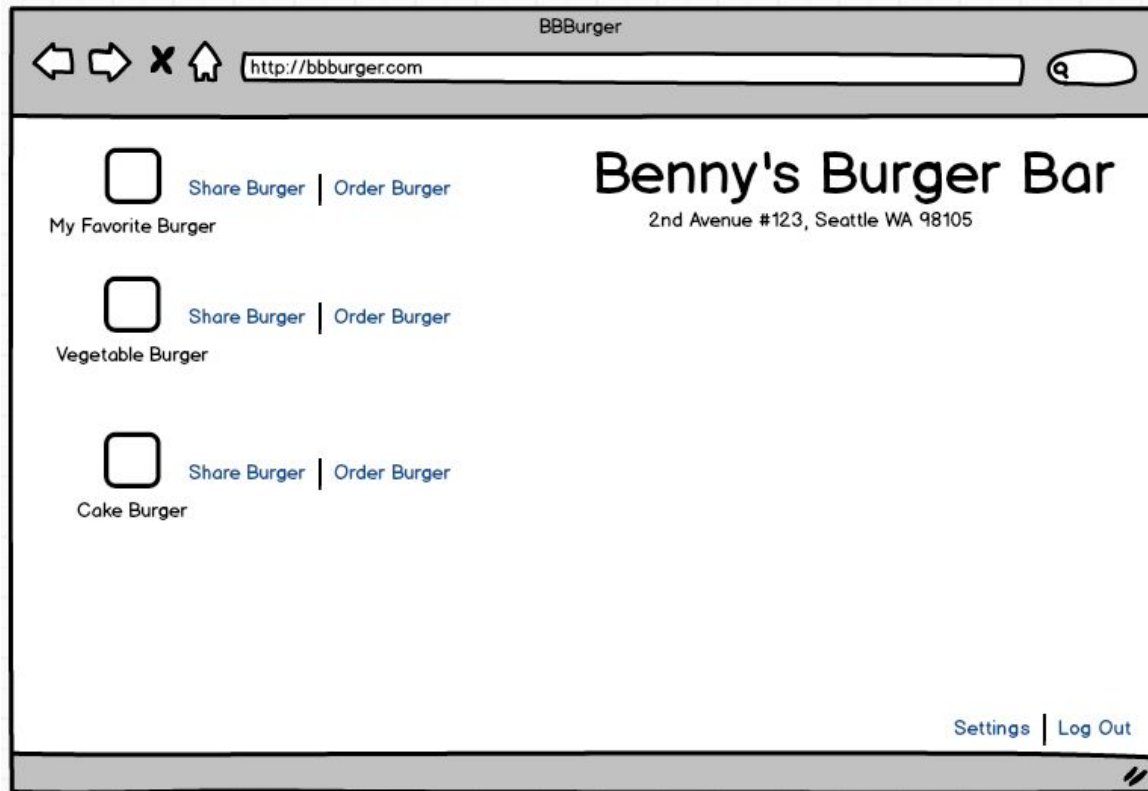 BBBurger
http://bbburger.com
Benny's Burger Bar
2nd Avenue #123, Seattle WA 98105
Share Burger | Order Burger
My Favorite Burger
Share Burger | Order Burger
Vegetable Burger
Share Burger | Order Burger
Cake Burger
Settings | Log Out